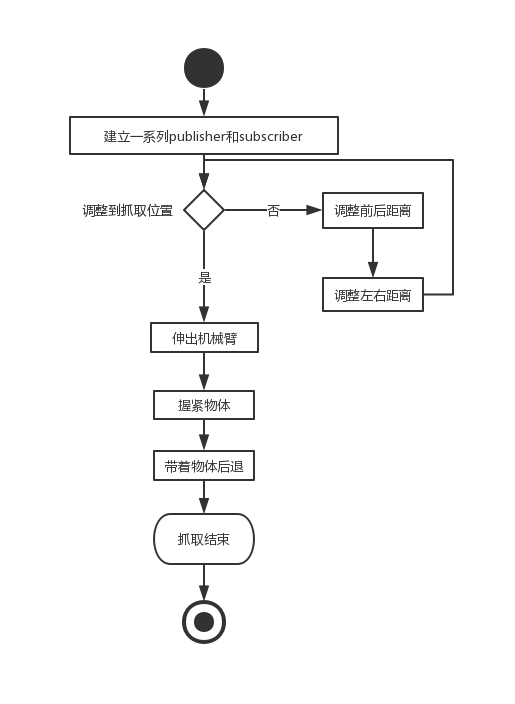 建立一系列publisher和subscriber
调整到抓取位置
否
调整前后距离
调整左右距离
是
伸出机械臂
握紧物体
带着物体后退
抓取结束